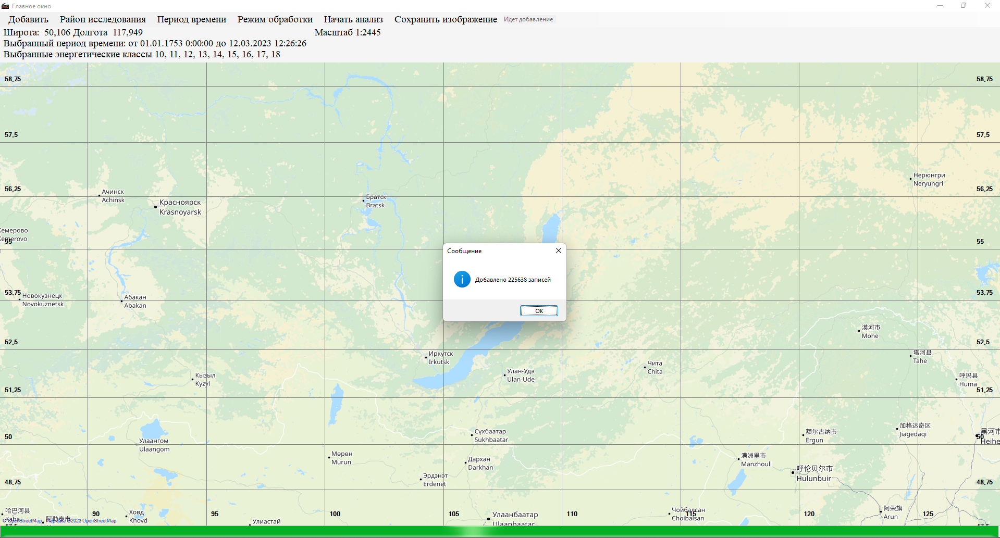 Главное окно
Добавить Район исследования Период времени Режим обработки Начать анализ Сохранить изображение Идет добавление
Широта: 50,106 Долгота 117,949 Масштаб 1:2445
Выбранный период времени: от 01.01.1753 0:00:00 до 12.03.2023 12:26:26
Выбранные энергетические классы 10, 11, 12, 13, 14, 15, 16, 17, 18
58,75 58,75
57,5 57,5
Нерюнгри
Neryungri
56,25 56,25
Ачинск
Achinsk
Красноярск
Krasnoyarsk
Братск
Bratsk
Кемерово
Kemerovo
55 55
Сообщение
Добавлено 225638 записей
OK
53,75 53,75
Новокузнецк
Novokuznetsk
Абакан
Abakan
漠河市
Mohe
52,5 52,5
Иркутск
Irkutsk
塔河县
Tahe
Чита
Chita
Улан-Удэ
Ulan-Ude
Кызыл
Kyzyl
呼玛县
Huma
51,25 51,25
加格达奇区
Jiagedaqi
额尔古纳市
Ergun
黑河市
Heihe
50 50
Сүхбаатар
Sukhbaatar
Улаангом
Ulaangom
Мөрөн
Murun
Дархан
Darkhan
满洲里市
Manzhouli
呼伦贝尔市
Hulunbuir
Эрдэнэт
Erdenet
48,75 48,75
哈巴河县
Kaba
阿勒泰市
90 95 100 105 110 115 120 125
Ховд
Khovd
Улиастай
Улаанбаатар
Ulaanbaatar
Чойбалсан
Choibalsan
阿荣旗
Arun
© OpenStreetMap - Map data ©2023 OpenStreetMap
47,5 47,5